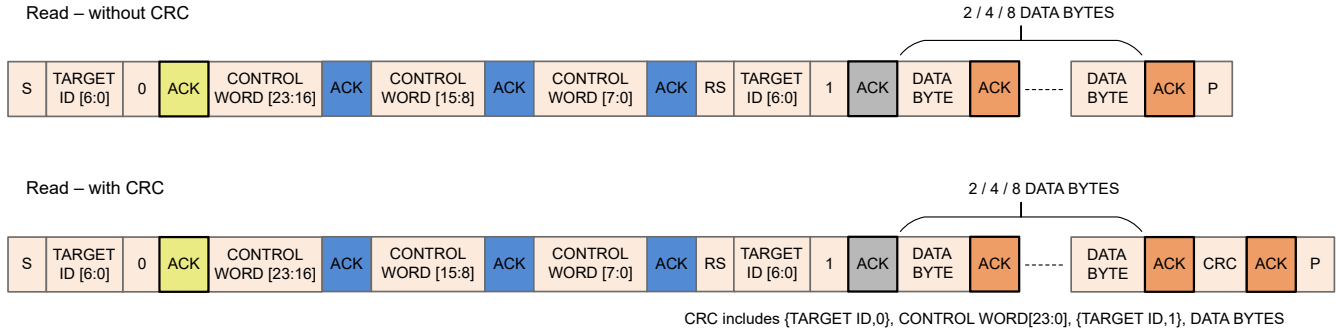 Read – without CRC
2 / 4 / 8 DATA BYTES
S TARGET ID [6:0] 0 ACK CONTROL WORD [23:16] ACK CONTROL WORD [15:8] ACK CONTROL WORD [7:0] ACK RS TARGET ID [6:0] 1 ACK DATA BYTE ACK ------ DATA BYTE ACK P
Read – with CRC
2 / 4 / 8 DATA BYTES
S TARGET ID [6:0] 0 ACK CONTROL WORD [23:16] ACK CONTROL WORD [15:8] ACK CONTROL WORD [7:0] ACK RS TARGET ID [6:0] 1 ACK DATA BYTE ACK ------ DATA BYTE ACK CRC ACK P
CRC includes {TARGET ID,0}, CONTROL WORD[23:0], {TARGET ID,1}, DATA BYTES